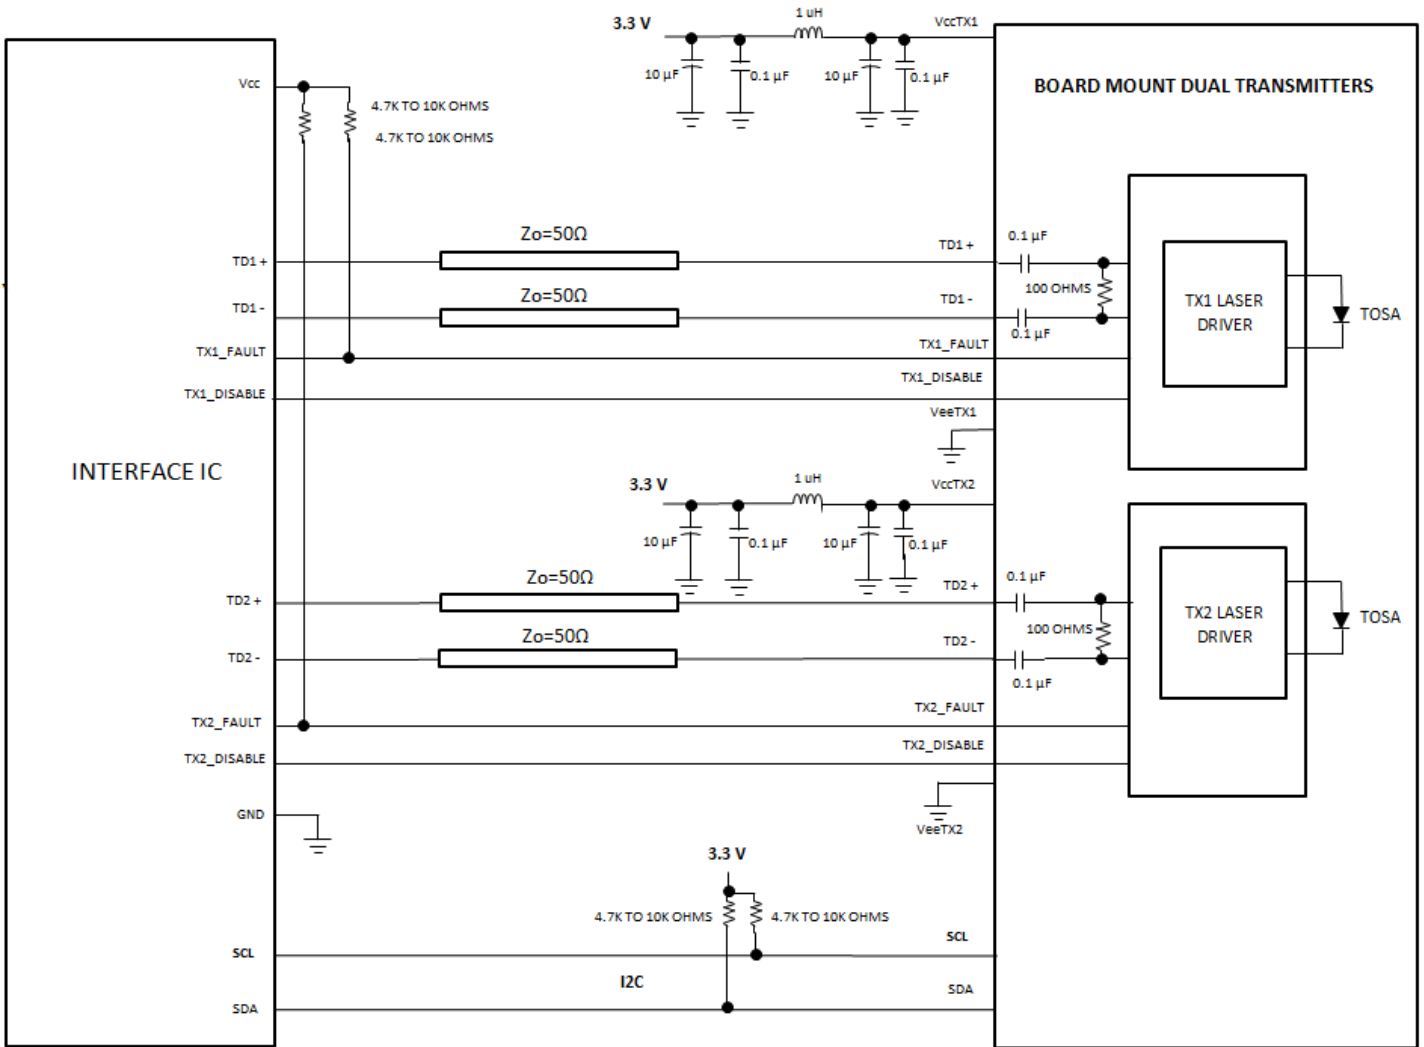 3.3 V
1 uH
VccTX1
10 µF
0.1 µF
10 µF
0.1 µF
BOARD MOUNT DUAL TRANSMITTERS
Vcc
4.7K TO 10K OHMS
4.7K TO 10K OHMS
Zo=50Ω
TD1 +
TD1 +
0.1 µF
Zo=50Ω
100 OHMS
TD1 -
TD1 -
0.1 µF
TX1 LASER
DRIVER
TOSA
TX1_FAULT
TX1_FAULT
TX1_DISABLE
TX1_DISABLE
VeeTX1
INTERFACE IC
3.3 V
1 uH
VccTX2
10 µF
0.1 µF
10 µF
0.1 µF
Zo=50Ω
TD2 +
TD2 +
0.1 µF
Zo=50Ω
100 OHMS
TD2 -
TD2 -
0.1 µF
TX2 LASER
DRIVER
TOSA
TX2_FAULT
TX2_FAULT
TX2_DISABLE
TX2_DISABLE
GND
VeeTX2
3.3 V
4.7K TO 10K OHMS
4.7K TO 10K OHMS
SCL
SCL
I2C
SDA
SDA